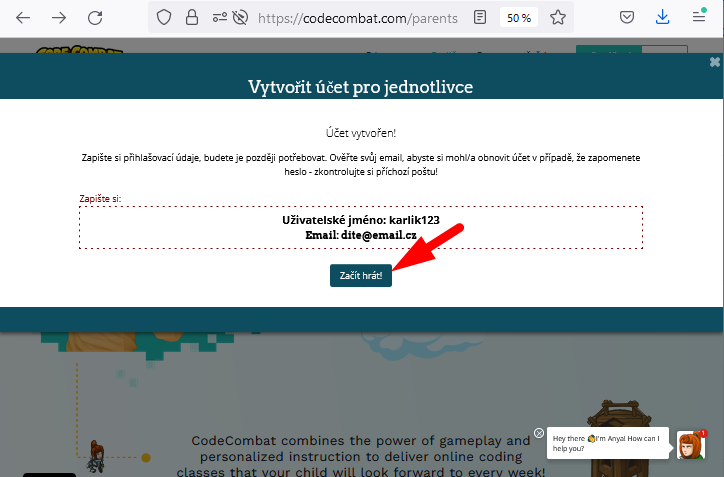 https://codecombat.com/parents
50 %
CODE COMBAT
Vytvořit účet pro jednotlivce
Účet vytvořen!
Zapište si přihlašovací údaje, budete je později potřebovat. Ověřte svůj email, abyste si mohl/a obnovit účet v případě, že zapomenete
heslo - zkontrolujte si příchozí poštu!
Zapište si:
Uživatelské jméno: karlik123
Email: dite@email.cz
Začít hrát!
CodeCombat combines the power of gameplay and
personalized instruction to deliver online coding
classes that your child will look forward to every week!
Hey there I'm Anya! How can I
help you?
1